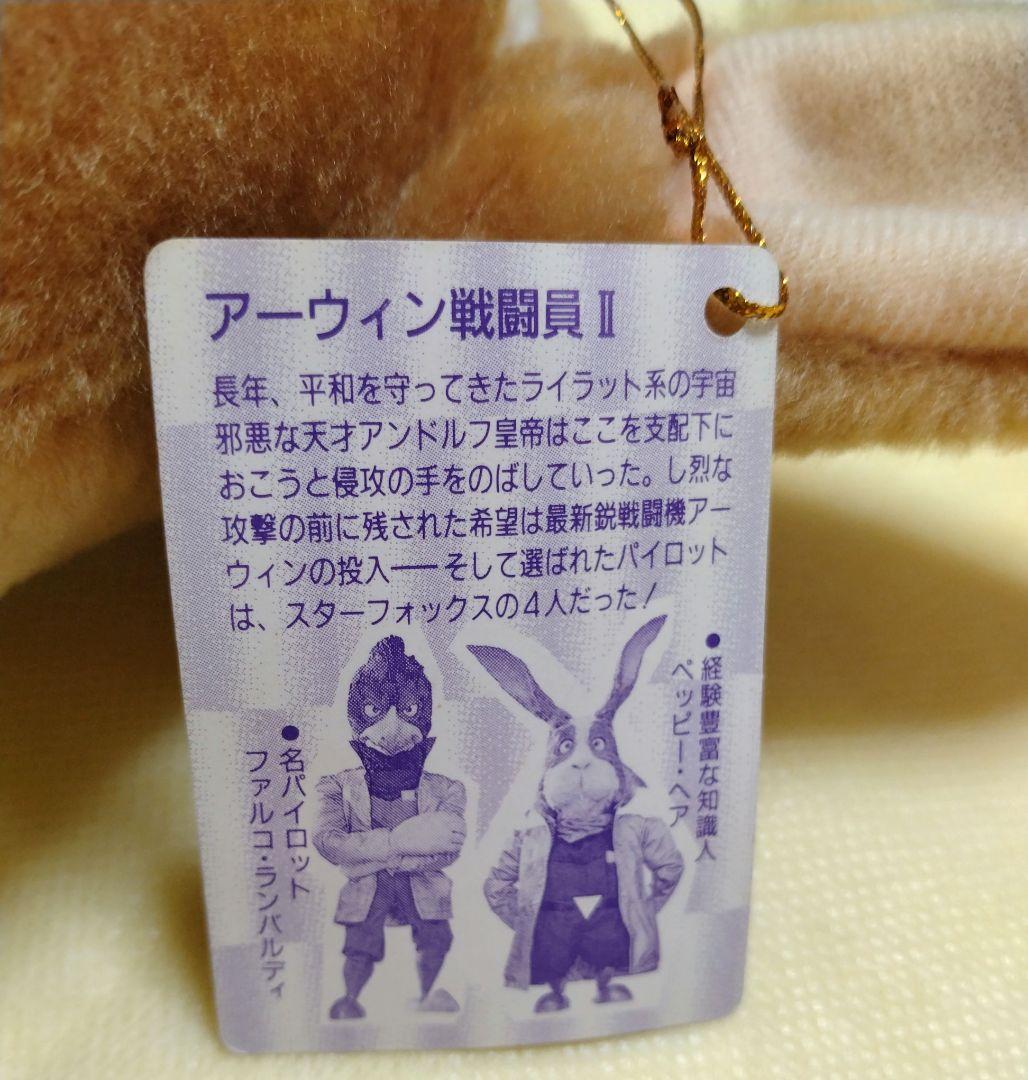 アーウィン戦闘員Ⅱ
長年、平和を守ってきたライラット系の宇宙
邪悪な天才アンドルフ皇帝はここを支配下に
おこうと侵攻の手をのばしていった。し烈な
攻撃の前に残された希望は最新鋭戦闘機アー
ウィンの投入──そして選ばれたパイロット
は、スターフォックスの4人だった!
●経験豊富な知識人
ペッピー・ヘア
●名パイロット
ファルコ・ランバルディ